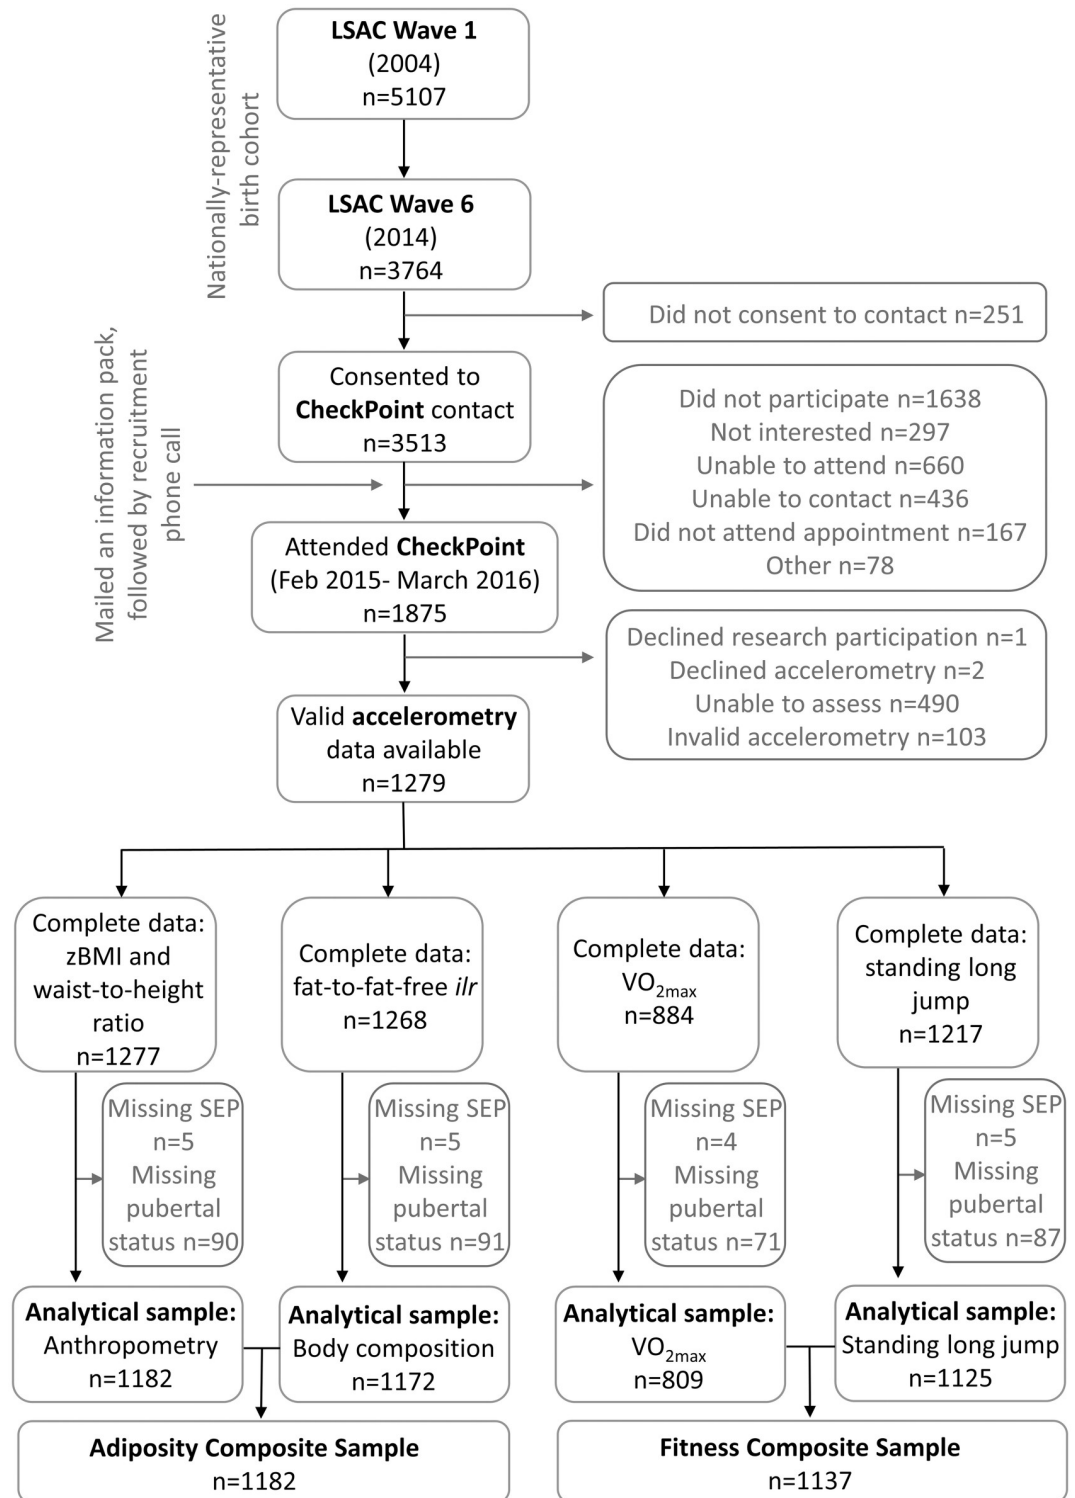 LSAC Wave 1
(2004)
n=5107
Nationally-representative
birth cohort
LSAC Wave 6
(2014)
n=3764
Did not consent to contact n=251
Consented to
CheckPoint contact
n=3513
Mailed an information pack,
followed by recruitment
phone call
Did not participate n=1638
Not interested n=297
Unable to attend n=660
Unable to contact n=436
Did not attend appointment n=167
Other n=78
Attended CheckPoint
(Feb 2015- March 2016)
n=1875
Declined research participation n=1
Declined accelerometry n=2
Unable to assess n=490
Invalid accelerometry n=103
Valid accelerometry
data available
n=1279
Complete data:
zBMI and
waist-to-height
ratio
n=1277
Complete data:
fat-to-fat-free ilr
n=1268
Complete data:
VO2max
n=884
Complete data:
standing long
jump
n=1217
Missing SEP
n=5
Missing
pubertal
status n=90
Missing SEP
n=5
Missing
pubertal
status n=91
Missing SEP
n=4
Missing
pubertal
status n=71
Missing SEP
n=5
Missing
pubertal
status n=87
Analytical sample:
Anthropometry
n=1182
Analytical sample:
Body composition
n=1172
Analytical sample:
VO2max
n=809
Analytical sample:
Standing long jump
n=1125
Adiposity Composite Sample
n=1182
Fitness Composite Sample
n=1137